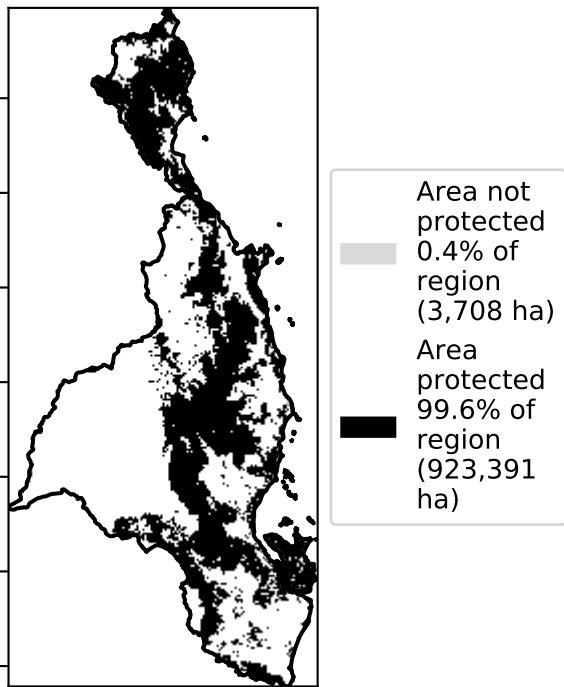 Area not
protected
0.4% of
region
(3,708 ha)
Area
protected
99.6% of
region
(923,391
ha)